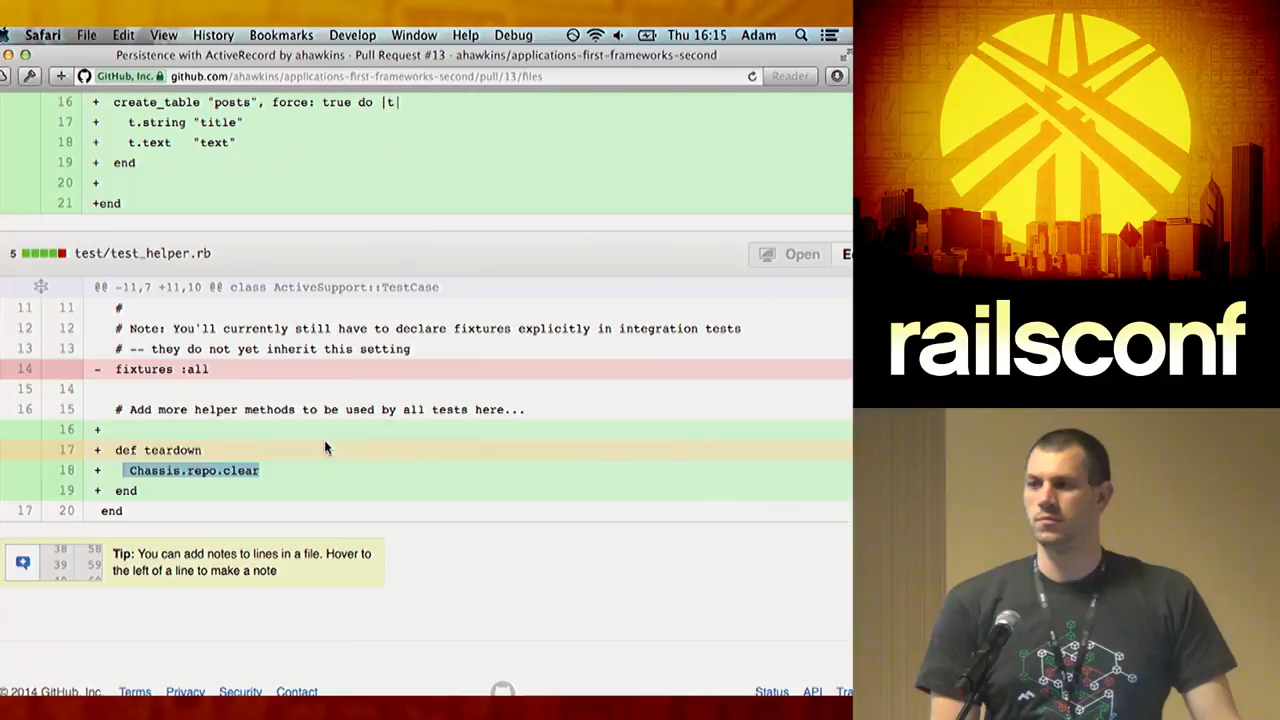 Safari File Edit View History Bookmarks Develop Window Help Debug Thu 16:15 Adam
Persistence with ActiveRecord by ahawkins · Pull Request #13 · ahawkins/applications-first-frameworks-second
GitHub, Inc. github.com/ahawkins/applications-first-frameworks-second/pull/13/files Reader
16 + create_table "posts", force: true do |t|
17 + t.string "title"
18 + t.text "text"
19 + end
20 +
21 +end
5 test/test_helper.rb Open
@@ -11,7 +11,10 @@ class ActiveSupport::TestCase
11 11 #
12 12 # Note: You'll currently still have to declare fixtures explicitly in integration tests
13 13 # -- they do not yet inherit this setting
14 - fixtures :all
15 14
16 15 # Add more helper methods to be used by all tests here...
16 +
17 + def teardown
18 + Chassis.repo.clear
19 + end
17 20 end
38 58
39 59
Tip: You can add notes to lines in a file. Hover to
the left of a line to make a note
© 2014 GitHub, Inc. Terms Privacy Security Contact Status API
railsconf